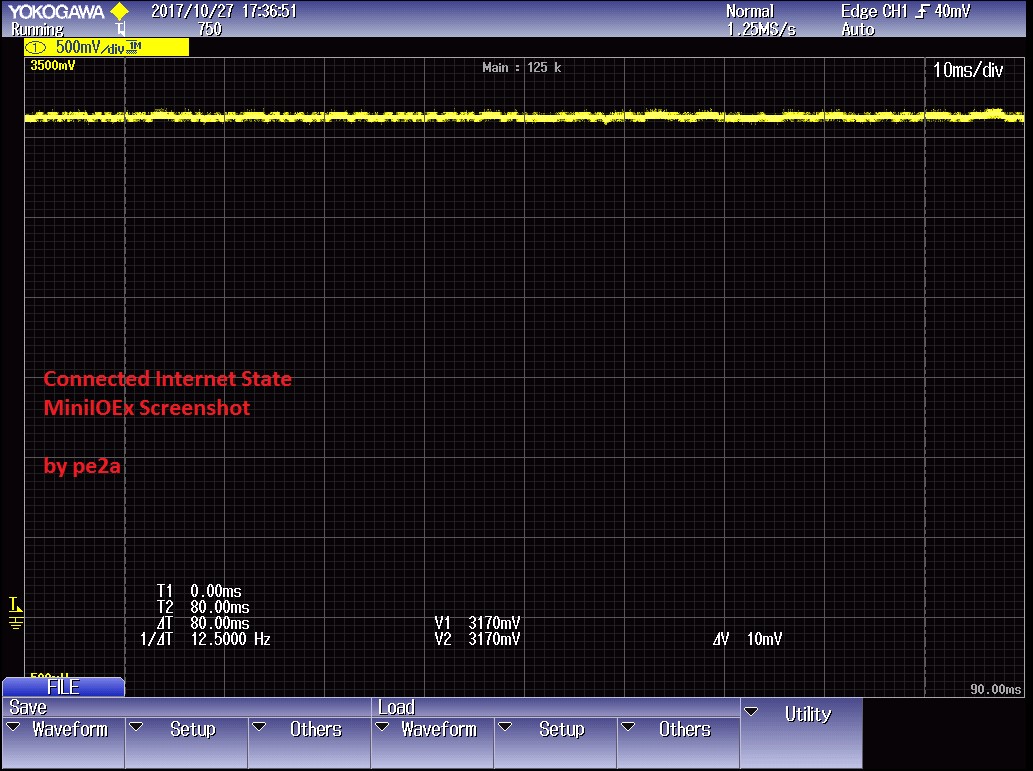 YOKOGAWA 2017/10/27 17:36:51 Normal Edge CH1 40mV
Running 750 1.25MS/s Auto
1 500mV/div 1M
3500mV Main : 125 k 10ms/div
Connected Internet State
MiniIOEx Screenshot
by pe2a
T1 0.00ms
T2 80.00ms
T
ΔT 80.00ms V1 3170mV
1/ΔT 12.5000 Hz V2 3170mV ΔV 10mV
FILE 90.00ms
Save Load Utility
Waveform Setup Others Waveform Setup Others